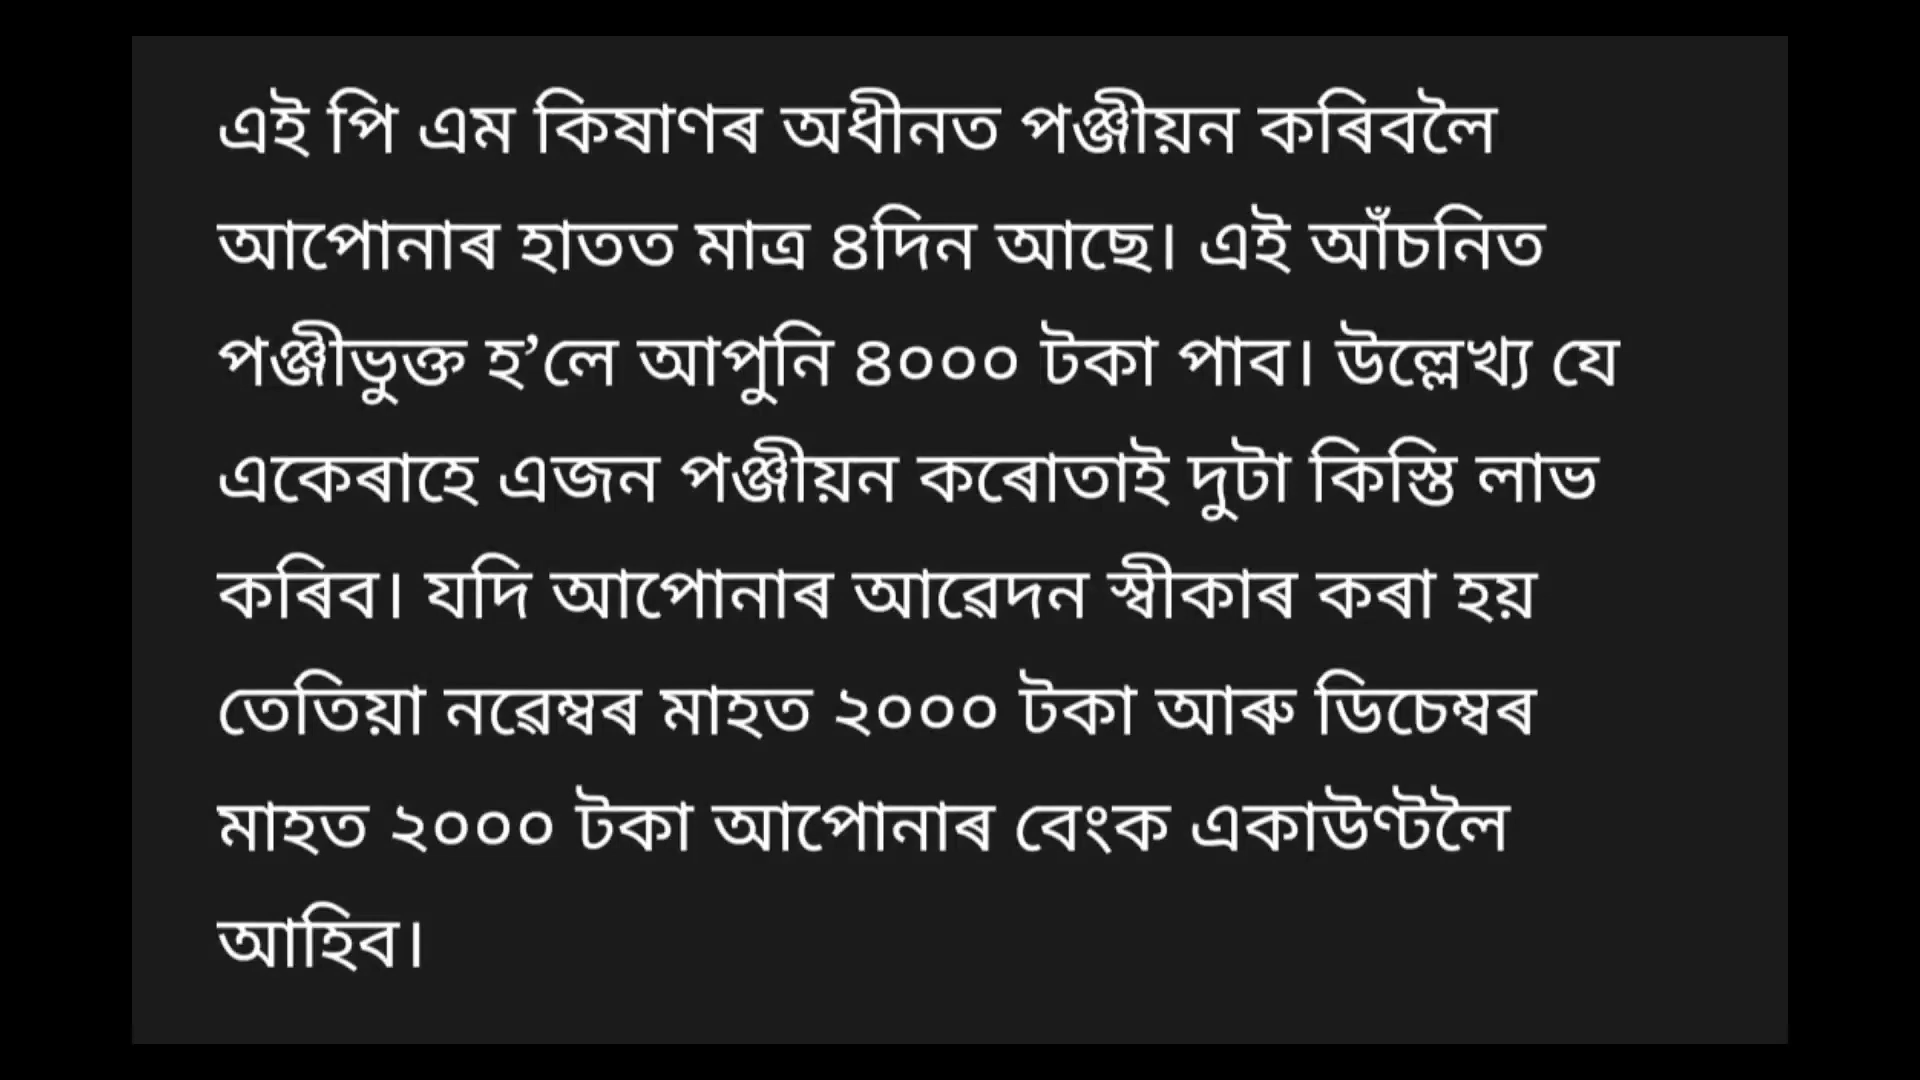 এই পি এম কিষাণৰ অধীনত পঞ্জীয়ন কৰিবলৈ
আপোনাৰ হাতত মাত্ৰ ৪দিন আছে। এই আঁচনিত
পঞ্জীভুক্ত হ’লে আপুনি ৪০০০ টকা পাব। উল্লেখ্য যে
একেৰাহে এজন পঞ্জীয়ন কৰোতাই দুটা কিস্তি লাভ
কৰিব। যদি আপোনাৰ আৱেদন স্বীকাৰ কৰা হয়
তেতিয়া নৱেম্বৰ মাহত ২০০০ টকা আৰু ডিচেম্বৰ
মাহত ২০০০ টকা আপোনাৰ বেংক একাউণ্টলৈ
আহিব।